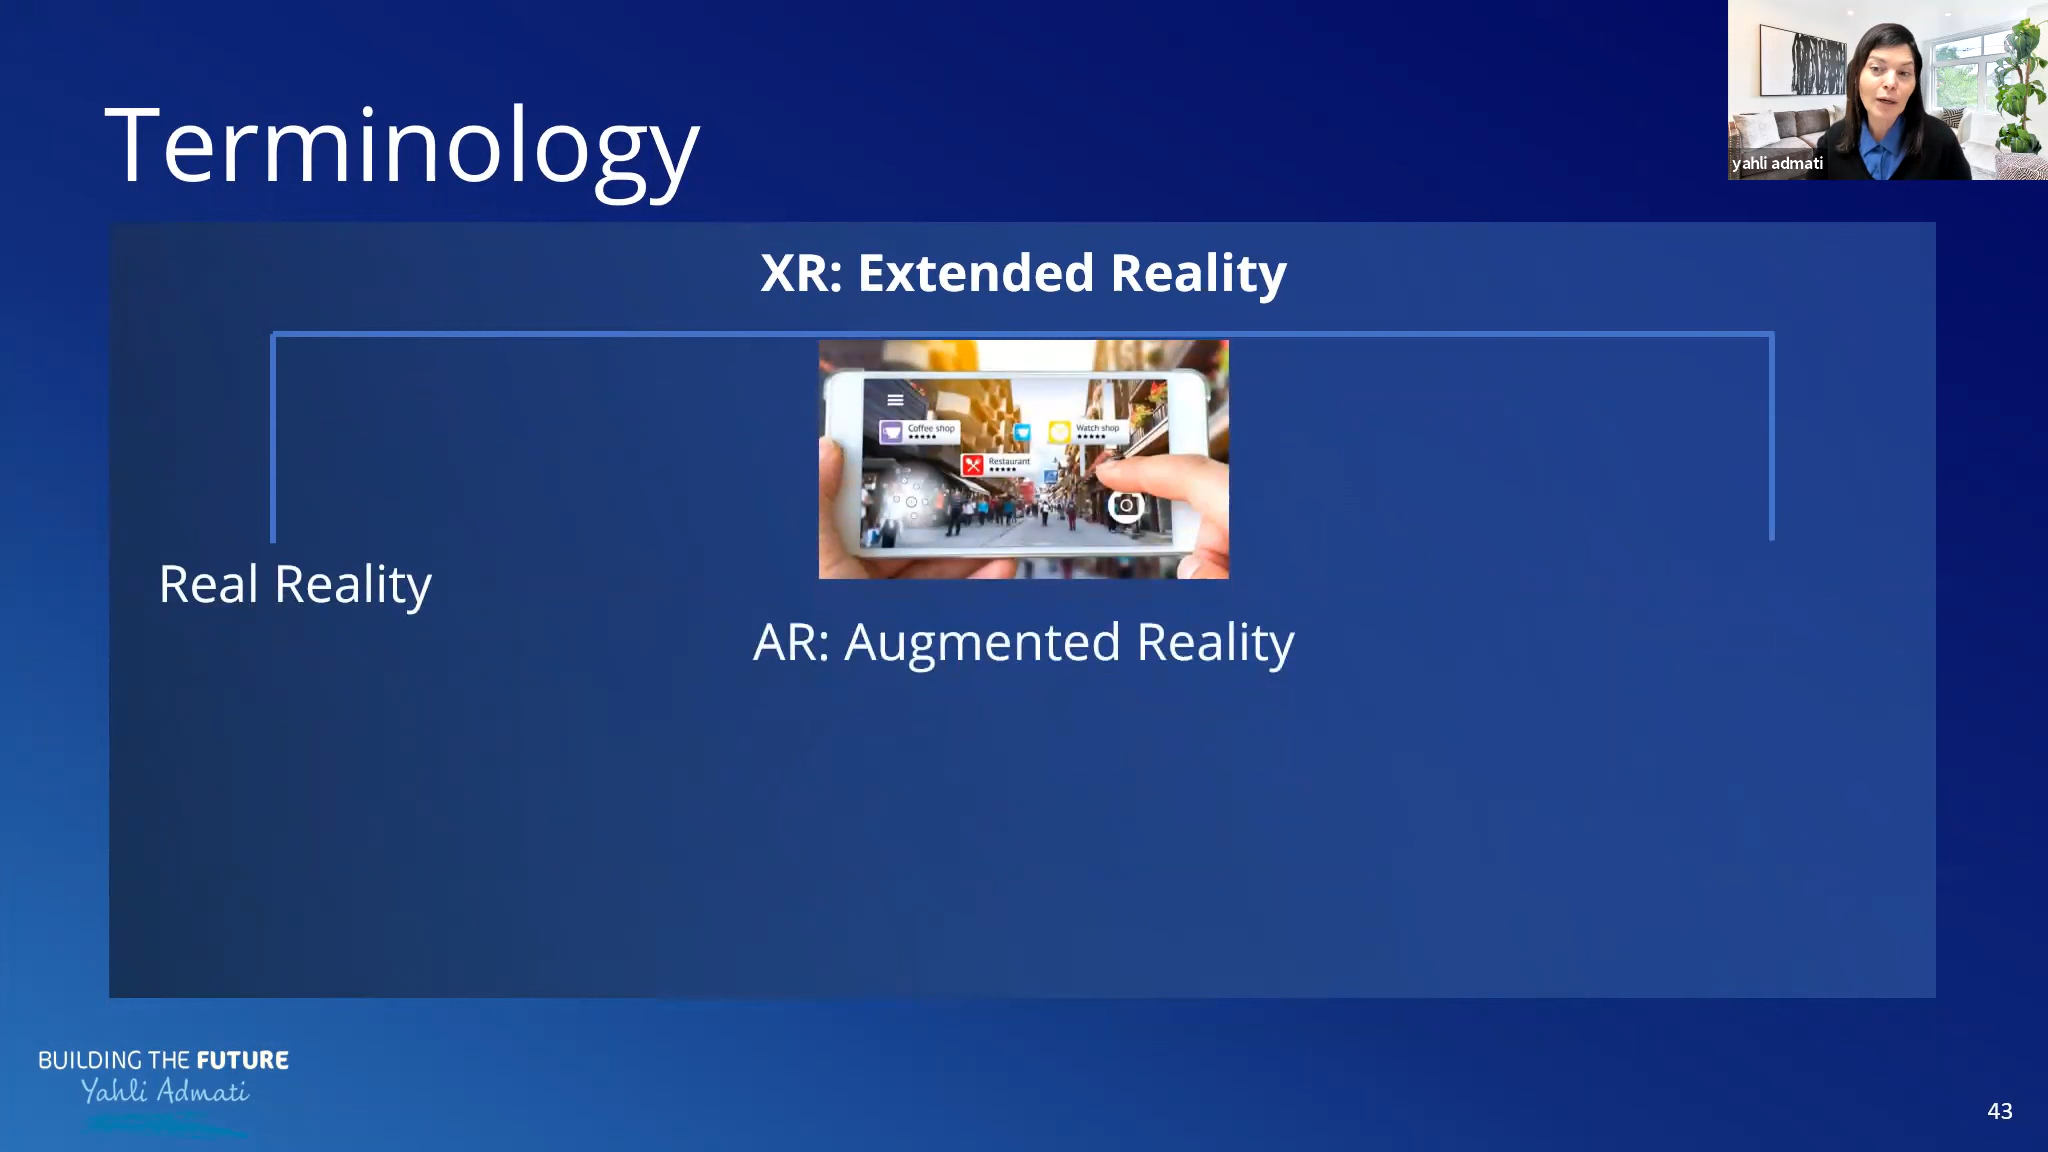 Terminology
yahli admati
XR: Extended Reality
Coffee shop
Watch shop
Restaurant
Real Reality
AR: Augmented Reality
BUILDING THE FUTURE
Yahli Admati
43